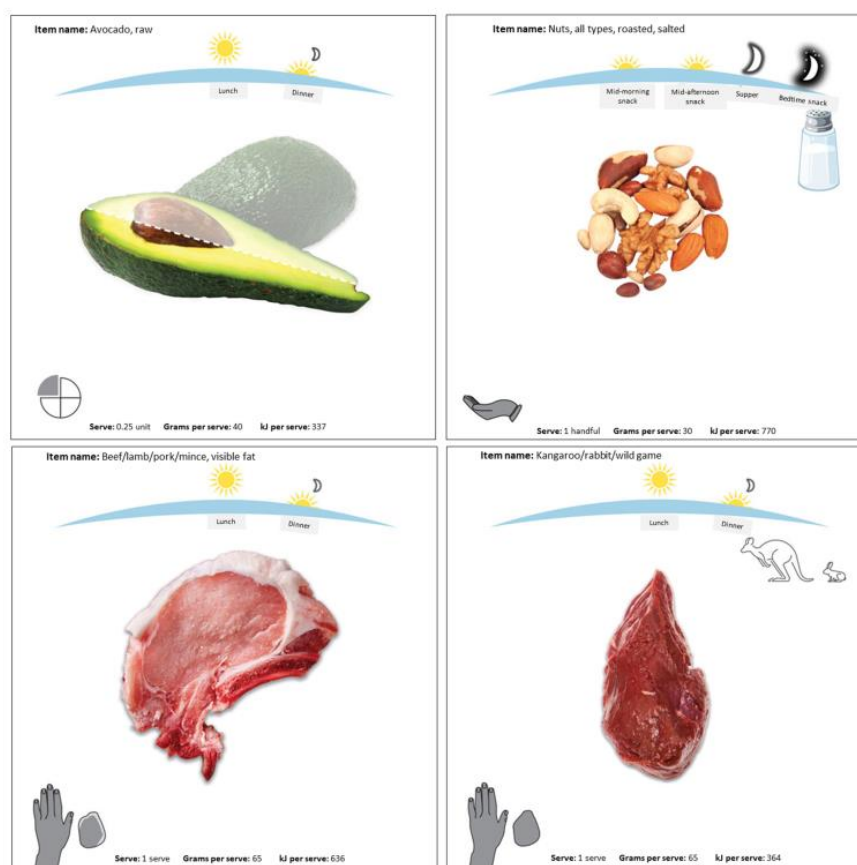 Item name: Avocado, raw
Lunch
Dinner
Serve: 0.25 unit Grams per serve: 40 kJ per serve: 337
Item name: Nuts, all types, roasted, salted
Mid-morning
snack
Mid-afternoon
snack
Supper
Bedtime snack
Serve: 1 handful Grams per serve: 30 kJ per serve: 770
Item name: Beef/lamb/pork/mince, visible fat
Lunch
Dinner
Serve: 1 serve Grams per serve: 65 kJ per serve: 636
Item name: Kangaroo/rabbit/wild game
Lunch
Dinner
Serve: 1 serve Grams per serve: 65 kJ per serve: 364